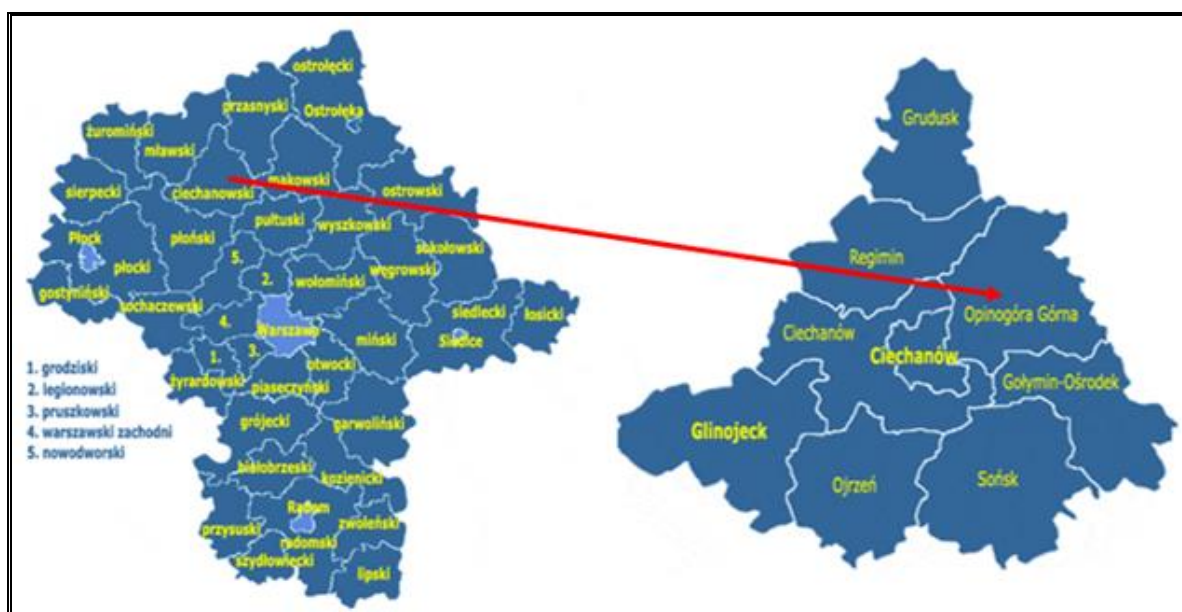 ostrołęcki
przasnyski
Ostrołęka
żuromiński
mławski
makowski
sierpecki
ciechanowski
ostrowski
pułtuski
wyszkowski
Płock
płoński
sokołowski
płocki
5.
węgrowski
2.
wołomiński
gostyniński
sochaczewski
siedlecki
łosicki
4.
Warszawa
miński
Siedlce
1.
3.
otwocki
żyrardowski
piaseczyński
grójecki
garwoliński
białobrzeski
kozienicki
Radom
przysuski
zwoleński
radomski
szydłowiecki
lipski
1. grodziski
2. legionowski
3. pruszkowski
4. warszawski zachodni
5. nowodworski
Grudusk
Regimin
Opinogóra Górna
Ciechanów
Ciechanów
Gołymin-Ośrodek
Glinojeck
Ojrzeń
Sońsk